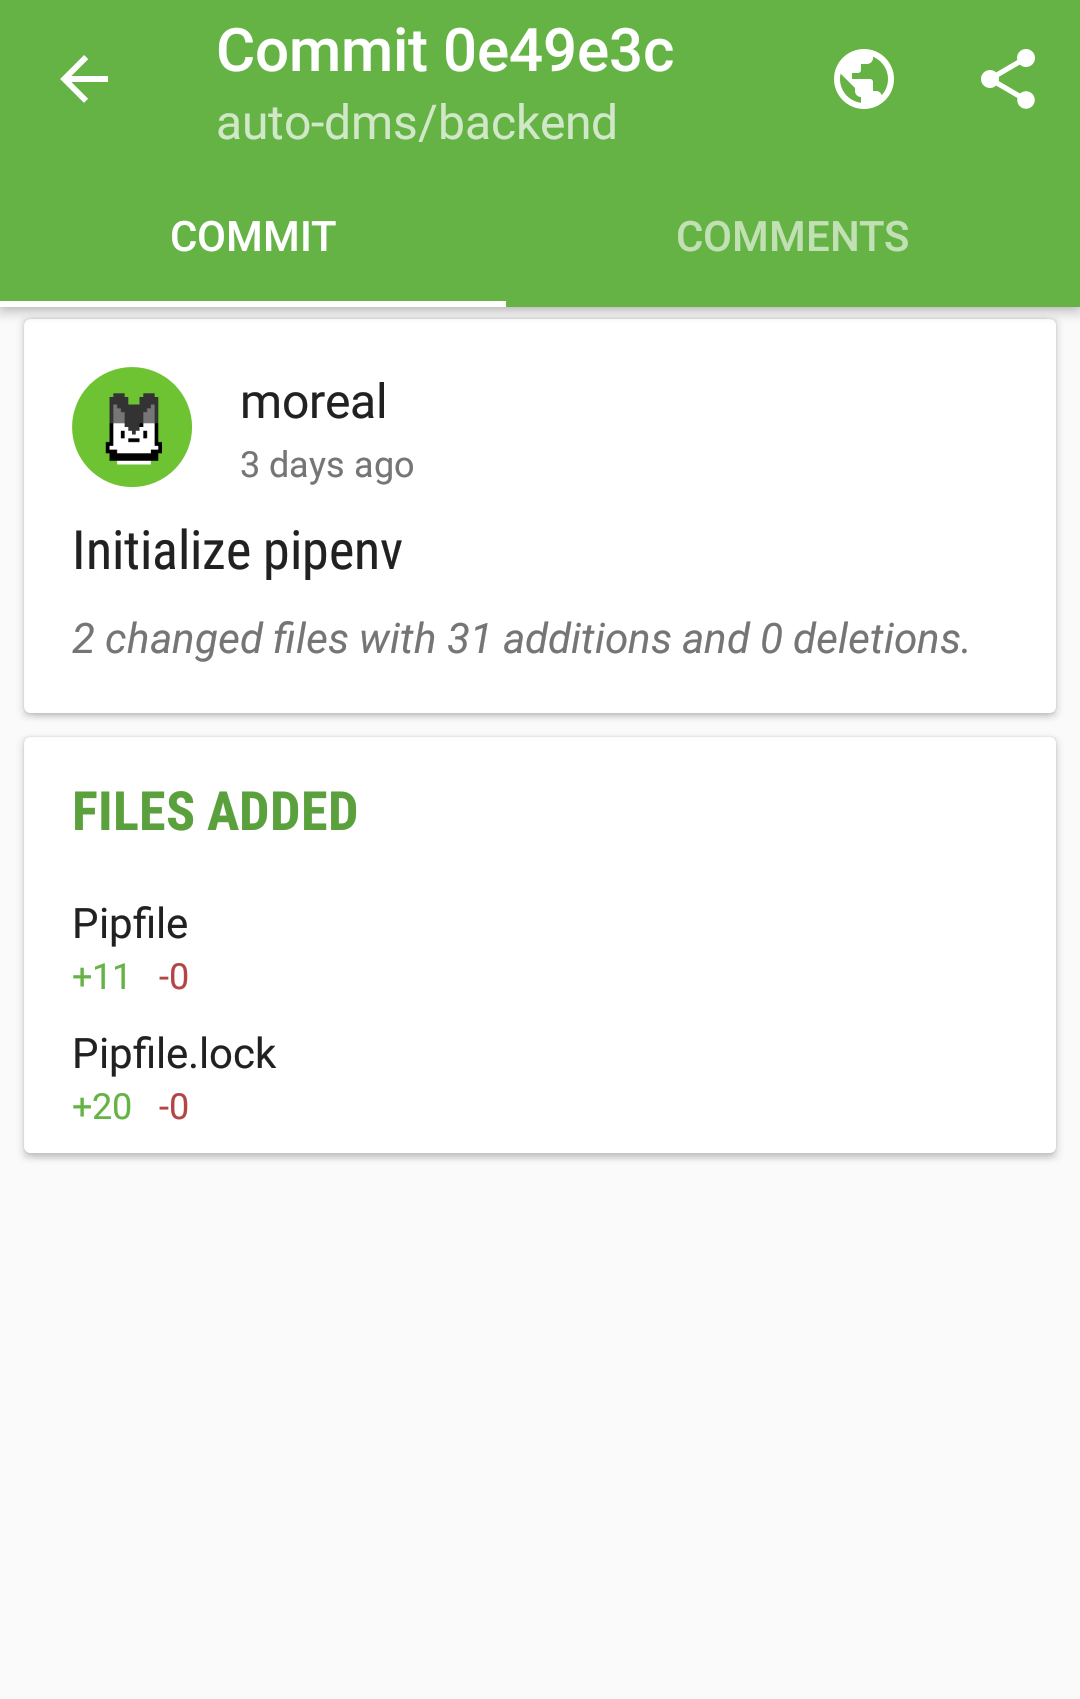 Commit 0e49e3c
auto-dms/backend
COMMIT
COMMENTS
moreal
3 days ago
Initialize pipenv
2 changed files with 31 additions and 0 deletions.
FILES ADDED
Pipfile
+11 -0
Pipfile.lock
+20 -0